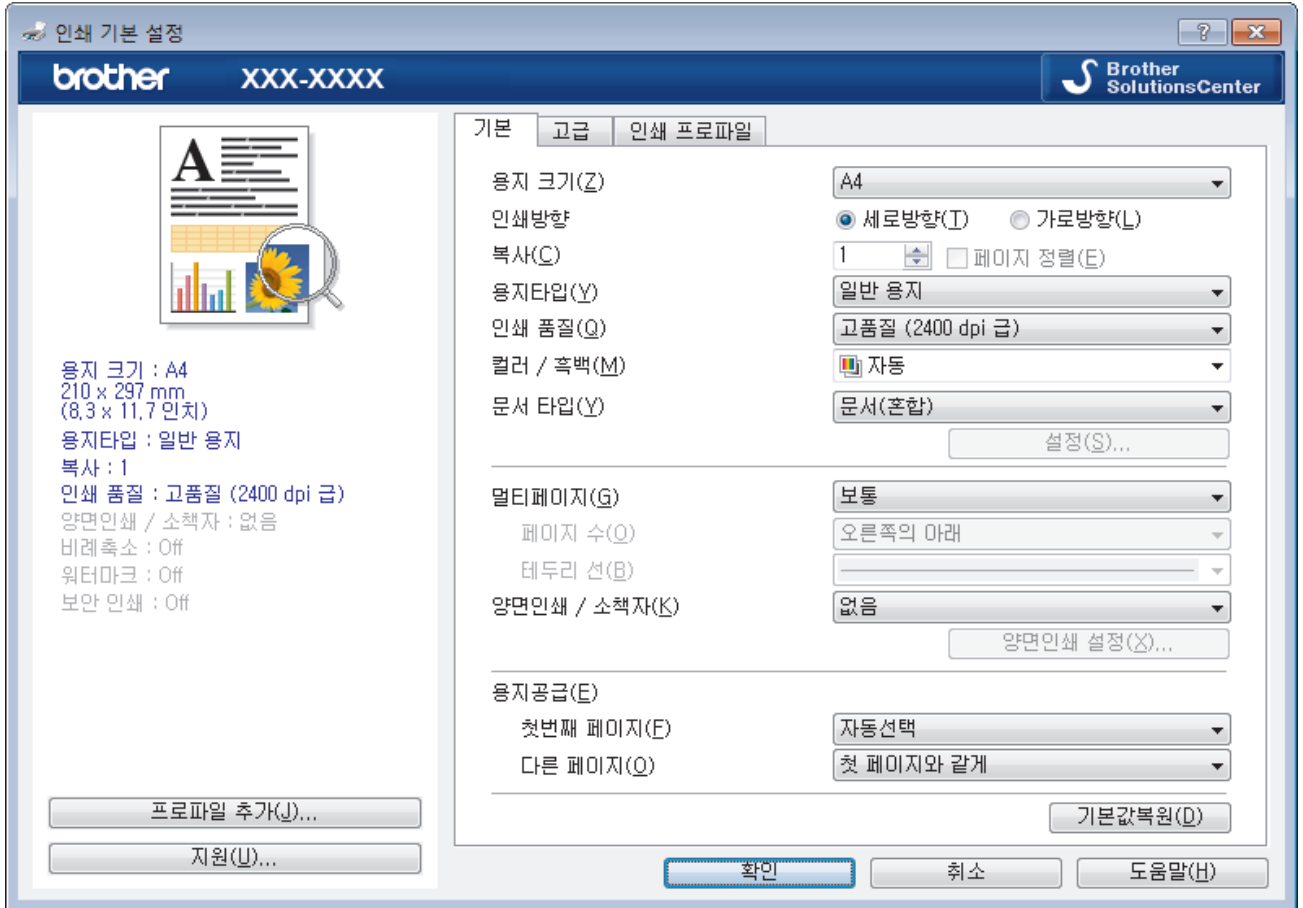 인쇄 기본 설정
brother XXX-XXXX
Brother
SolutionsCenter
A
용지 크기 : A4
210 x 297 mm
(8,3 x 11,7 인치)
용지타입 : 일반 용지
복사 : 1
인쇄 품질 : 고품질 (2400 dpi 급)
양면인쇄 / 소책자 : 없음
비례축소 : Off
워터마크 : Off
보안 인쇄 : Off
프로파일 추가(J)...
지원(U)...
기본 고급 인쇄 프로파일
용지 크기(Z) A4
인쇄방향 세로방향(T) 가로방향(L)
복사(C) 1 페이지 정렬(E)
용지타입(Y) 일반 용지
인쇄 품질(Q) 고품질 (2400 dpi 급)
컬러 / 흑백(M) 자동
문서 타입(Y) 문서(혼합)
설정(S)...
멀티페이지(G) 보통
페이지 수(O) 오른쪽의 아래
테두리 선(B)
양면인쇄 / 소책자(K) 없음
양면인쇄 설정(X)...
용지공급(E)
첫번째 페이지(F) 자동선택
다른 페이지(O) 첫 페이지와 같게
기본값복원(D)
확인 취소 도움말(H)